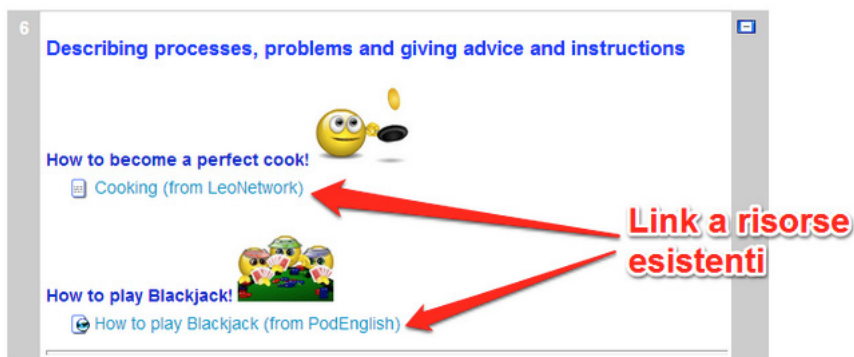 6
Describing processes, problems and giving advice and instructions
How to become a perfect cook!
Cooking (from LeoNetwork)
Link a risorse
esistenti
How to play Blackjack!
How to play Blackjack (from PodEnglish)